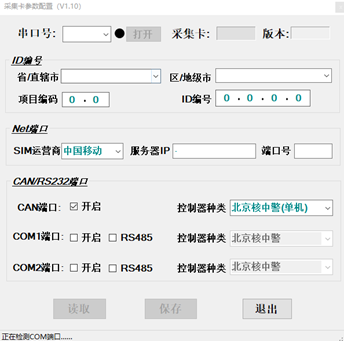 采集卡参数配置（V1.10）
串口号: 打开 采集卡: 版本:
ID编号
省/直辖市 区/地级市
项目编码 0 . 0 ID编号 0 . 0 . 0 . 0
Net端口
SIM运营商 中国移动 服务器IP - 端口号
CAN/RS232端口
CAN端口: 开启 控制器种类 北京核中警(单机)
COM1端口: 开启 RS485 控制器种类 北京核中警
COM2端口: 开启 RS485 控制器种类 北京核中警
读取 保存 退出
正在检测COM端口......